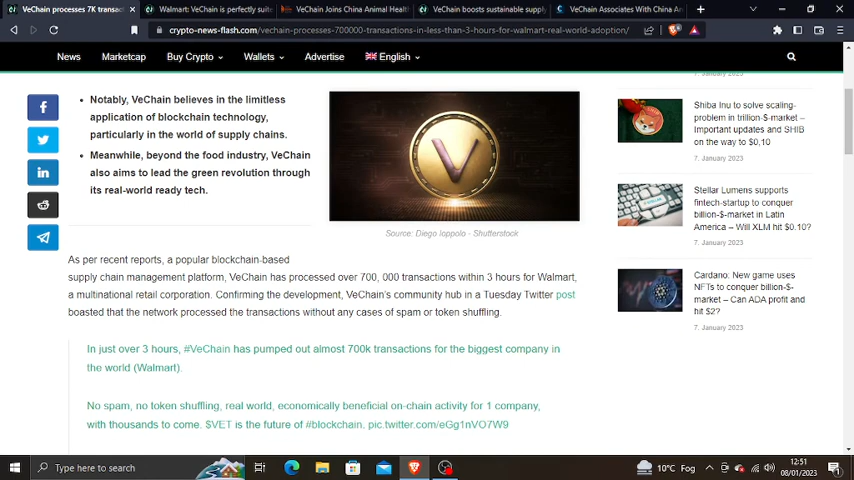 VeChain processes 7K transac
Walmart: VeChain is perfectly suite
VeChain Joins China Animal Healt
VeChain boosts sustainable supply
VeChain Associates With China An
crypto-news-flash.com/vechain-processes-700000-transactions-in-less-than-3-hours-for-walmart-real-world-adoption/
News Marketcap Buy Crypto Wallets Advertise English
• Notably, VeChain believes in the limitless
application of blockchain technology,
particularly in the world of supply chains.
• Meanwhile, beyond the food industry, VeChain
also aims to lead the green revolution through
its real-world ready tech.
Source: Diego Ioppolo - Shutterstock
As per recent reports, a popular blockchain-based
supply chain management platform, VeChain has processed over 700, 000 transactions within 3 hours for Walmart,
a multinational retail corporation. Confirming the development, VeChain's community hub in a Tuesday Twitter post
boasted that the network processed the transactions without any cases of spam or token shuffling.
In just over 3 hours, #VeChain has pumped out almost 700k transactions for the biggest company in
the world (Walmart).
No spam, no token shuffling, real world, economically beneficial on-chain activity for 1 company,
with thousands to come. $VET is the future of #blockchain. pic.twitter.com/eGg1nVO7W9
7. January 2023
Shiba Inu to solve scaling-
problem in trillion-$-market –
Important updates and SHIB
on the way to $0,10
7. January 2023
Stellar Lumens supports
fintech-startup to conquer
billion-$-market in Latin
America – Will XLM hit $0.10?
7. January 2023
Cardano: New game uses
NFTs to conquer billion-$-
market – Can ADA profit and
hit $2?
7. January 2023
Type here to search
10°C Fog
12:51
08/01/2023